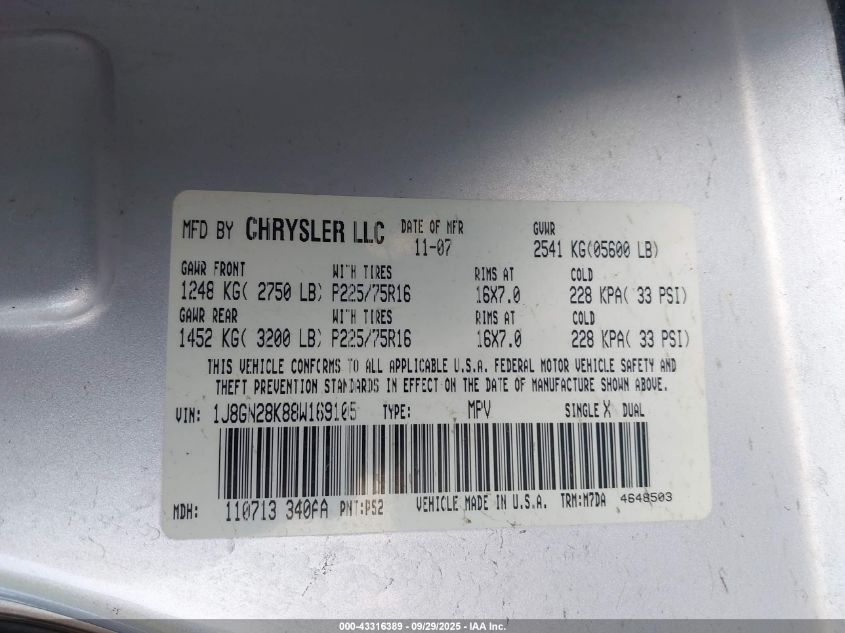 MFD BY CHRYSLER LLC DATE OF MFR 11-07 GVWR 2541 KG(05600 LB)
GAWR FRONT WITH TIRES RIMS AT COLD
1248 KG( 2750 LB) P225/75R16 16X7.0 228 KPA( 33 PSI)
GAWR REAR WITH TIRES RIMS AT COLD
1452 KG( 3200 LB) P225/75R16 16X7.0 228 KPA( 33 PSI)
THIS VEHICLE CONFORMS TO ALL APPLICABLE U.S.A. FEDERAL MOTOR VEHICLE SAFETY AND
THEFT PREVENTION STANDARDS IN EFFECT ON THE DATE OF MANUFACTURE SHOWN ABOVE.
VIN: 1J8GN28K88W169105 TYPE: MPV SINGLE X DUAL
MDH: 110713 340AA PNT:PS2 VEHICLE MADE IN U.S.A. TRM:M7DA 4648503
000-43316389 - 09/29/2025 - IAA Inc.